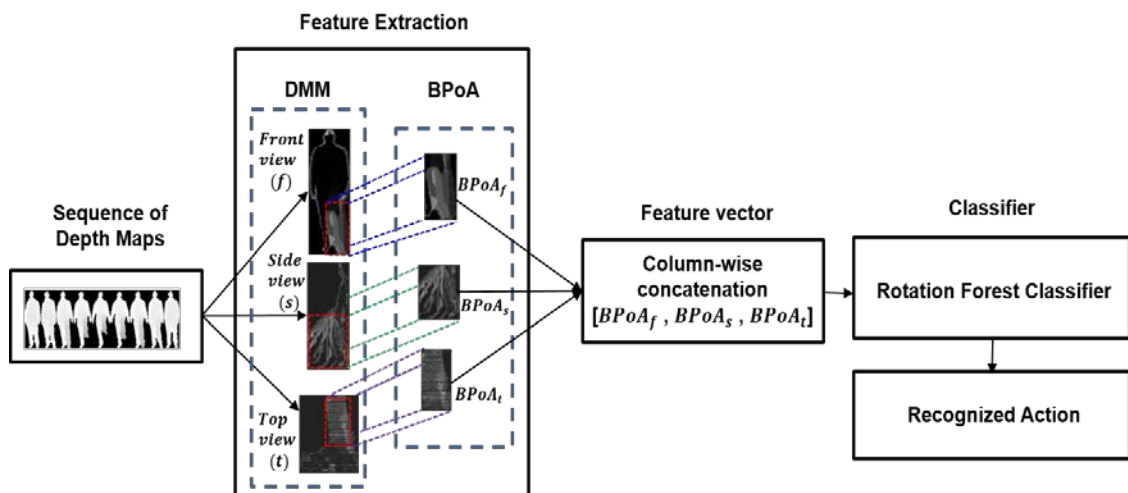 Feature Extraction
DMM
BPoA
Front
view
(f)
BPoA_f
Side
view
(s)
BPoA_s
Top
view
(t)
BPoA_t
Sequence of
Depth Maps
Feature vector
Column-wise
concatenation
[BPoA_f , BPoA_s , BPoA_t]
Classifier
Rotation Forest Classifier
Recognized Action